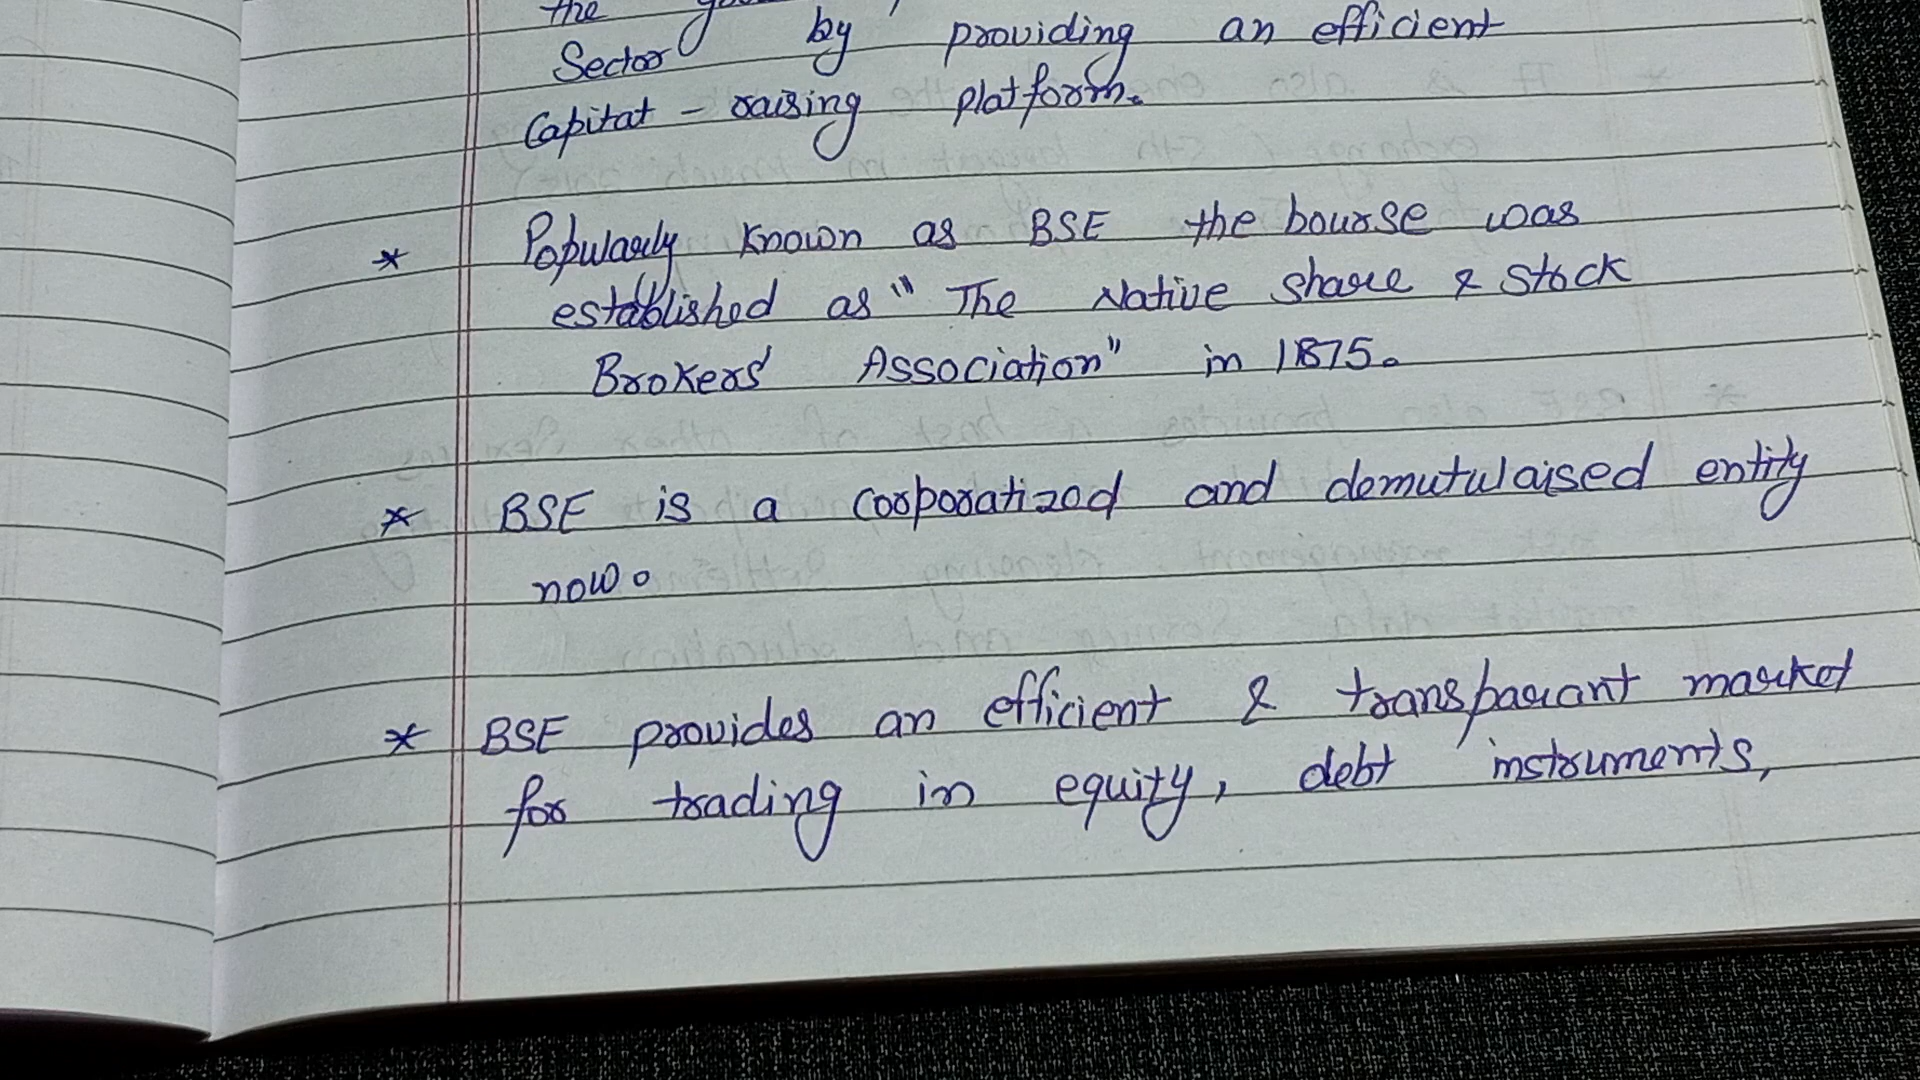 the
Sector by providing an efficient
Capitat - raising platform.
* Popularly Known as BSE the bourse was
established as "The Native share & stock
Brokers' Association" in 1875.
* BSE is a corporatized and demutulaised entity
now.
* BSE provides an efficient & transparant market
for trading in equity, debt instruments,